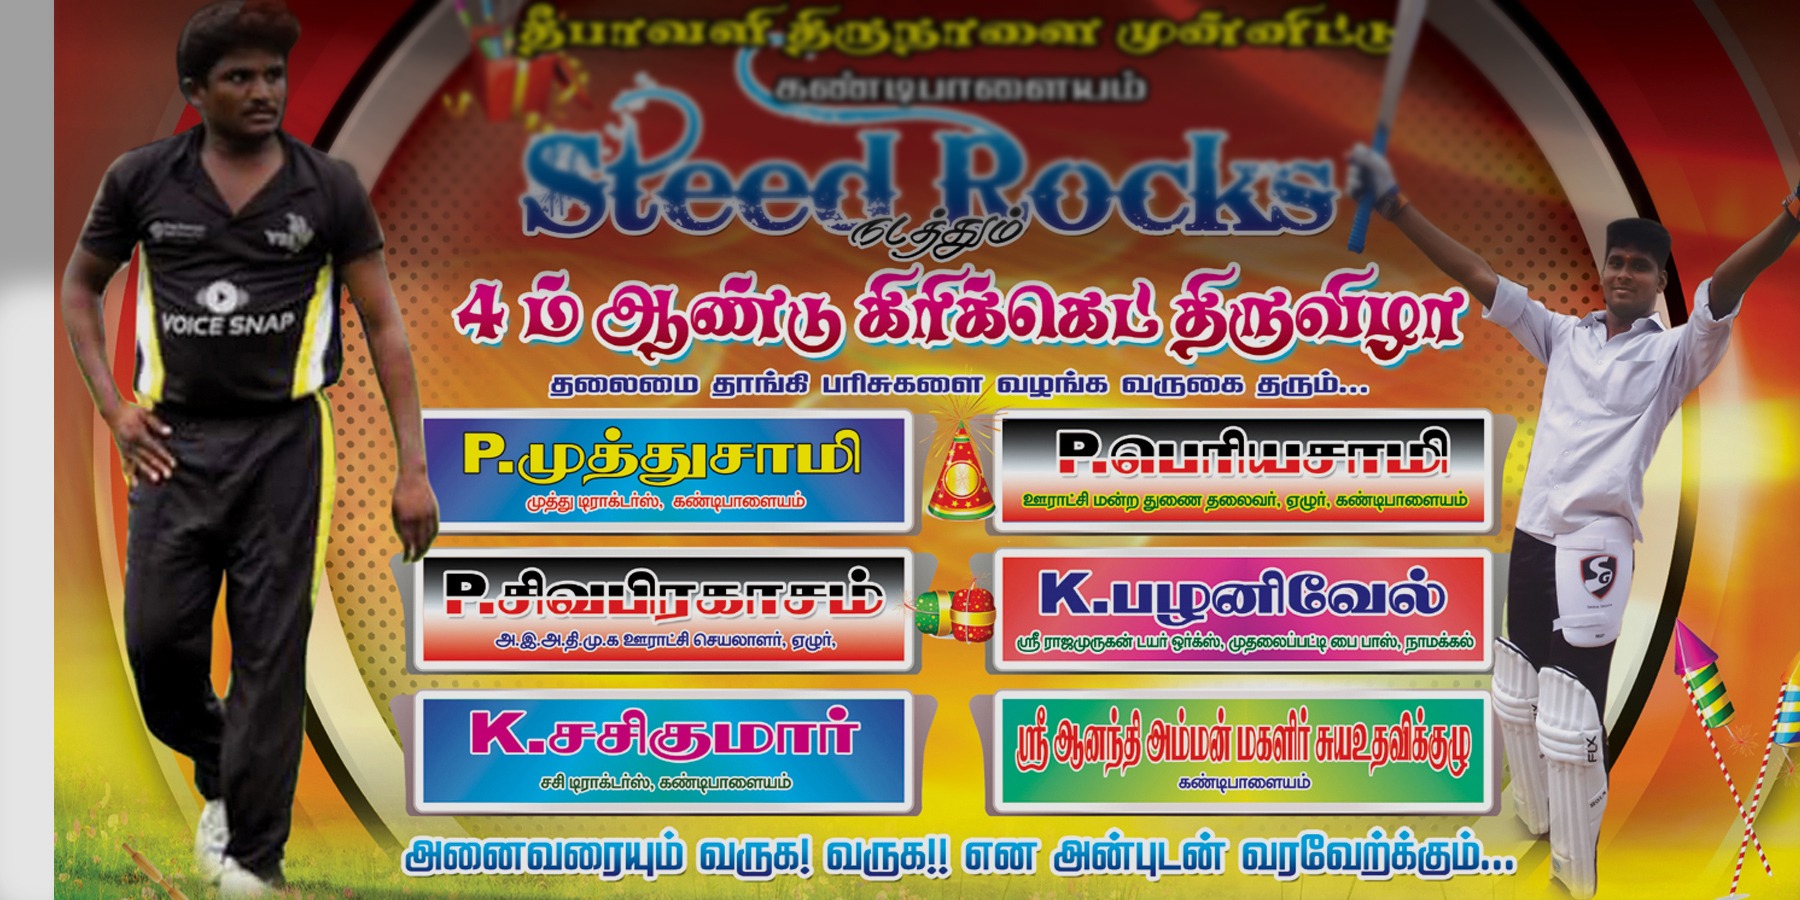 தீபாவளி திருநாளை முன்னிட்டு
கண்டிபாளையம்
Steed Rocks
நடத்தும்
4 ம் ஆண்டு கிரிக்கெட் திருவிழா
தலைமை தாங்கி பரிசுகளை வழங்க வருகை தரும்...
P.முத்துசாமி
முத்து டிராக்டர்ஸ், கண்டிபாளையம்
P.பெரியசாமி
ஊராட்சி மன்ற துணை தலைவர், ஏழூர், கண்டிபாளையம்
P.சிவபிரகாசம்
அ.இ.அ.தி.மு.க ஊராட்சி செயலாளர், ஏழூர்,
K.பழனிவேல்
ஸ்ரீ ராஜமுருகன் டயர் ஒர்க்ஸ், முதலைப்பட்டி பை பாஸ், நாமக்கல்
K.சசிகுமார்
சசி டிராக்டர்ஸ், கண்டிபாளையம்
ஸ்ரீ ஆனந்தி அம்மன் மகளிர் சுயஉதவிக்குழு
கண்டிபாளையம்
அனைவரையும் வருக! வருக!! என அன்புடன் வரவேற்க்கும்...
VOICE SNAP
SG
FLX